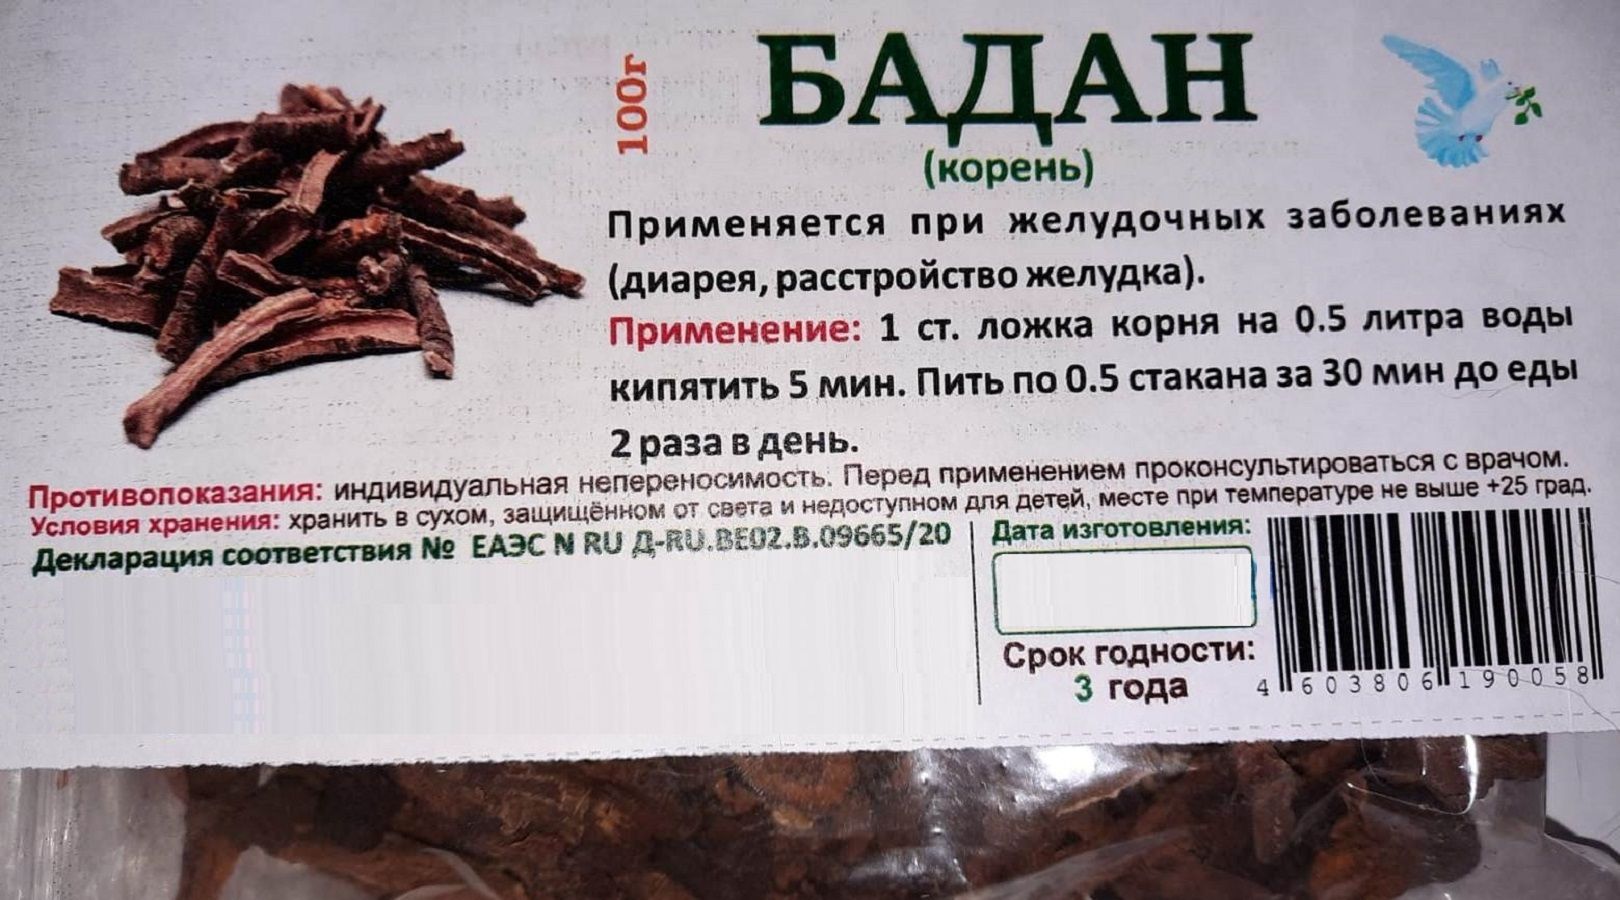 100г
БАДАН
(корень)
Применяется при желудочных заболеваниях
(диарея, расстройство желудка).
Применение: 1 ст. ложка корня на 0.5 литра воды
кипятить 5 мин. Пить по 0.5 стакана за 30 мин до еды
2 раза в день.
Противопоказания: индивидуальная непереносимость. Перед применением проконсультироваться с врачом.
Условия хранения: хранить в сухом, защищённом от света и недоступном для детей, месте при температуре не выше +25 град.
Декларация соответствия № ЕАЭС N RU Д-RU.ВЕ02.В.09665/20
Дата изготовления:
Срок годности:
3 года
4 603806 190058